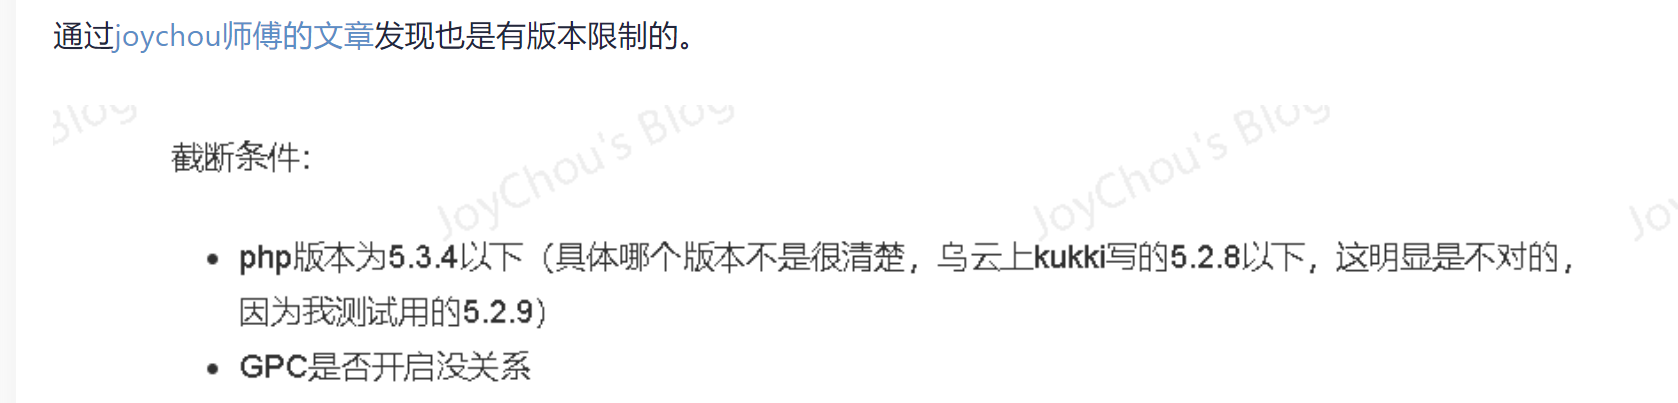 通过joychou师傅的文章发现也是有版本限制的。
Blog
JoyChou's Blog
JoyChou's Blog
截断条件：
• php版本为5.3.4以下（具体哪个版本不是很清楚，乌云上kukki写的5.2.8以下，这明显是不对的，
因为我测试用的5.2.9）
• GPC是否开启没关系